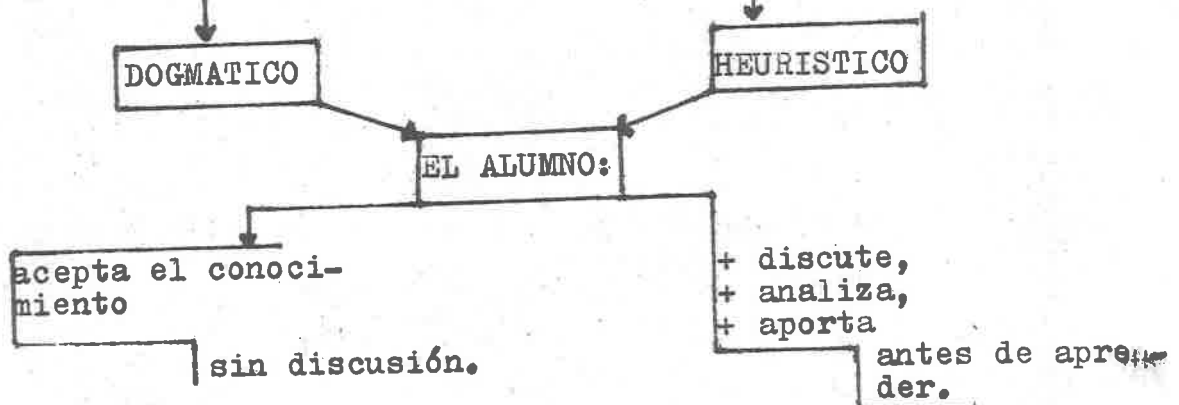 DOGMATICO
HEURISTICO
EL ALUMNO:
acepta el conoci-
miento
sin discusión.
+ discute,
+ analiza,
+ aporta
antes de apren-
der.